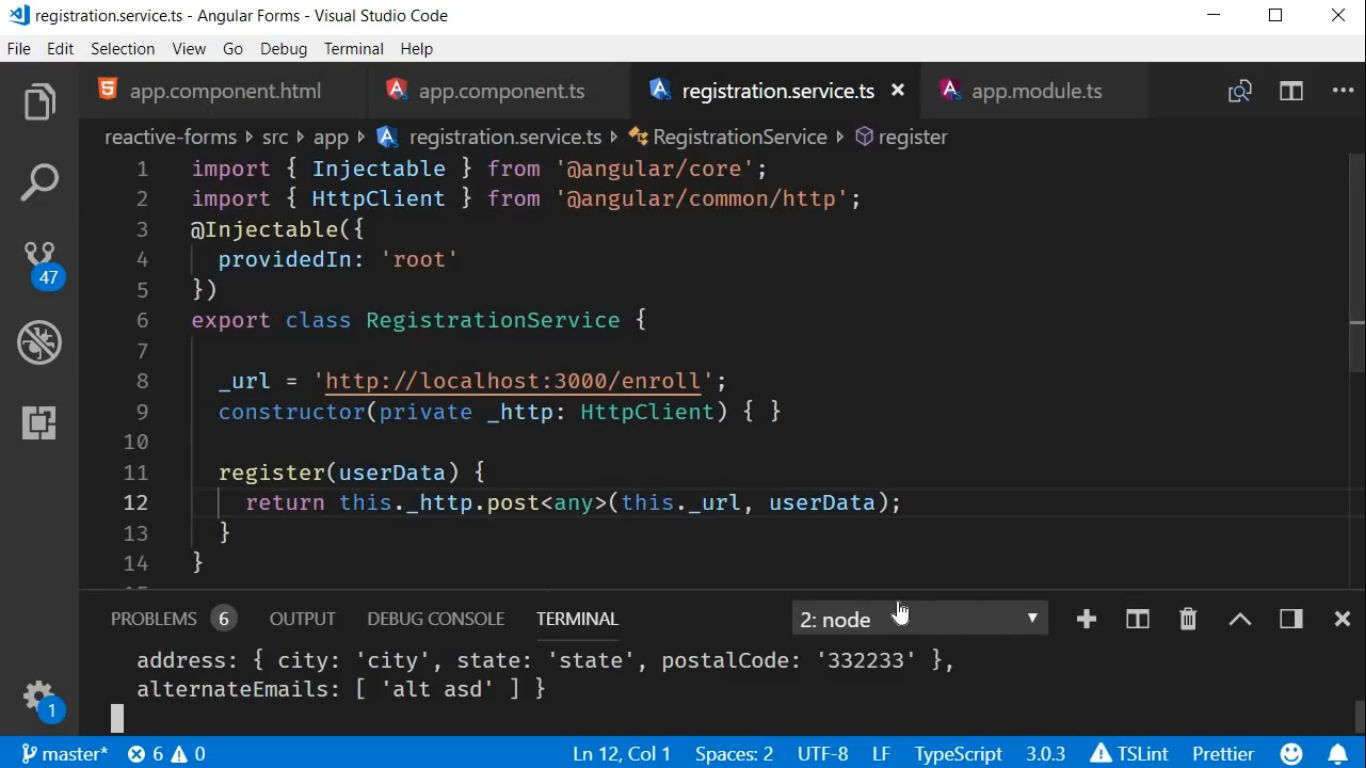 registration.service.ts - Angular Forms - Visual Studio Code
File Edit Selection View Go Debug Terminal Help
app.component.html app.component.ts registration.service.ts app.module.ts
reactive-forms src app registration.service.ts RegistrationService register
1 import { Injectable } from '@angular/core';
2 import { HttpClient } from '@angular/common/http';
3 @Injectable({
4 providedIn: 'root'
5 })
6 export class RegistrationService {
7
8 _url = 'http://localhost:3000/enroll';
9 constructor(private _http: HttpClient) { }
10
11 register(userData) {
12 return this._http.post<any>(this._url, userData);
13 }
14 }
47
PROBLEMS 6 OUTPUT DEBUG CONSOLE TERMINAL 2: node
address: { city: 'city', state: 'state', postalCode: '332233' },
alternateEmails: [ 'alt asd' ] }
1
master* 6 0 Ln 12, Col 1 Spaces: 2 UTF-8 LF TypeScript 3.0.3 TSLint Prettier